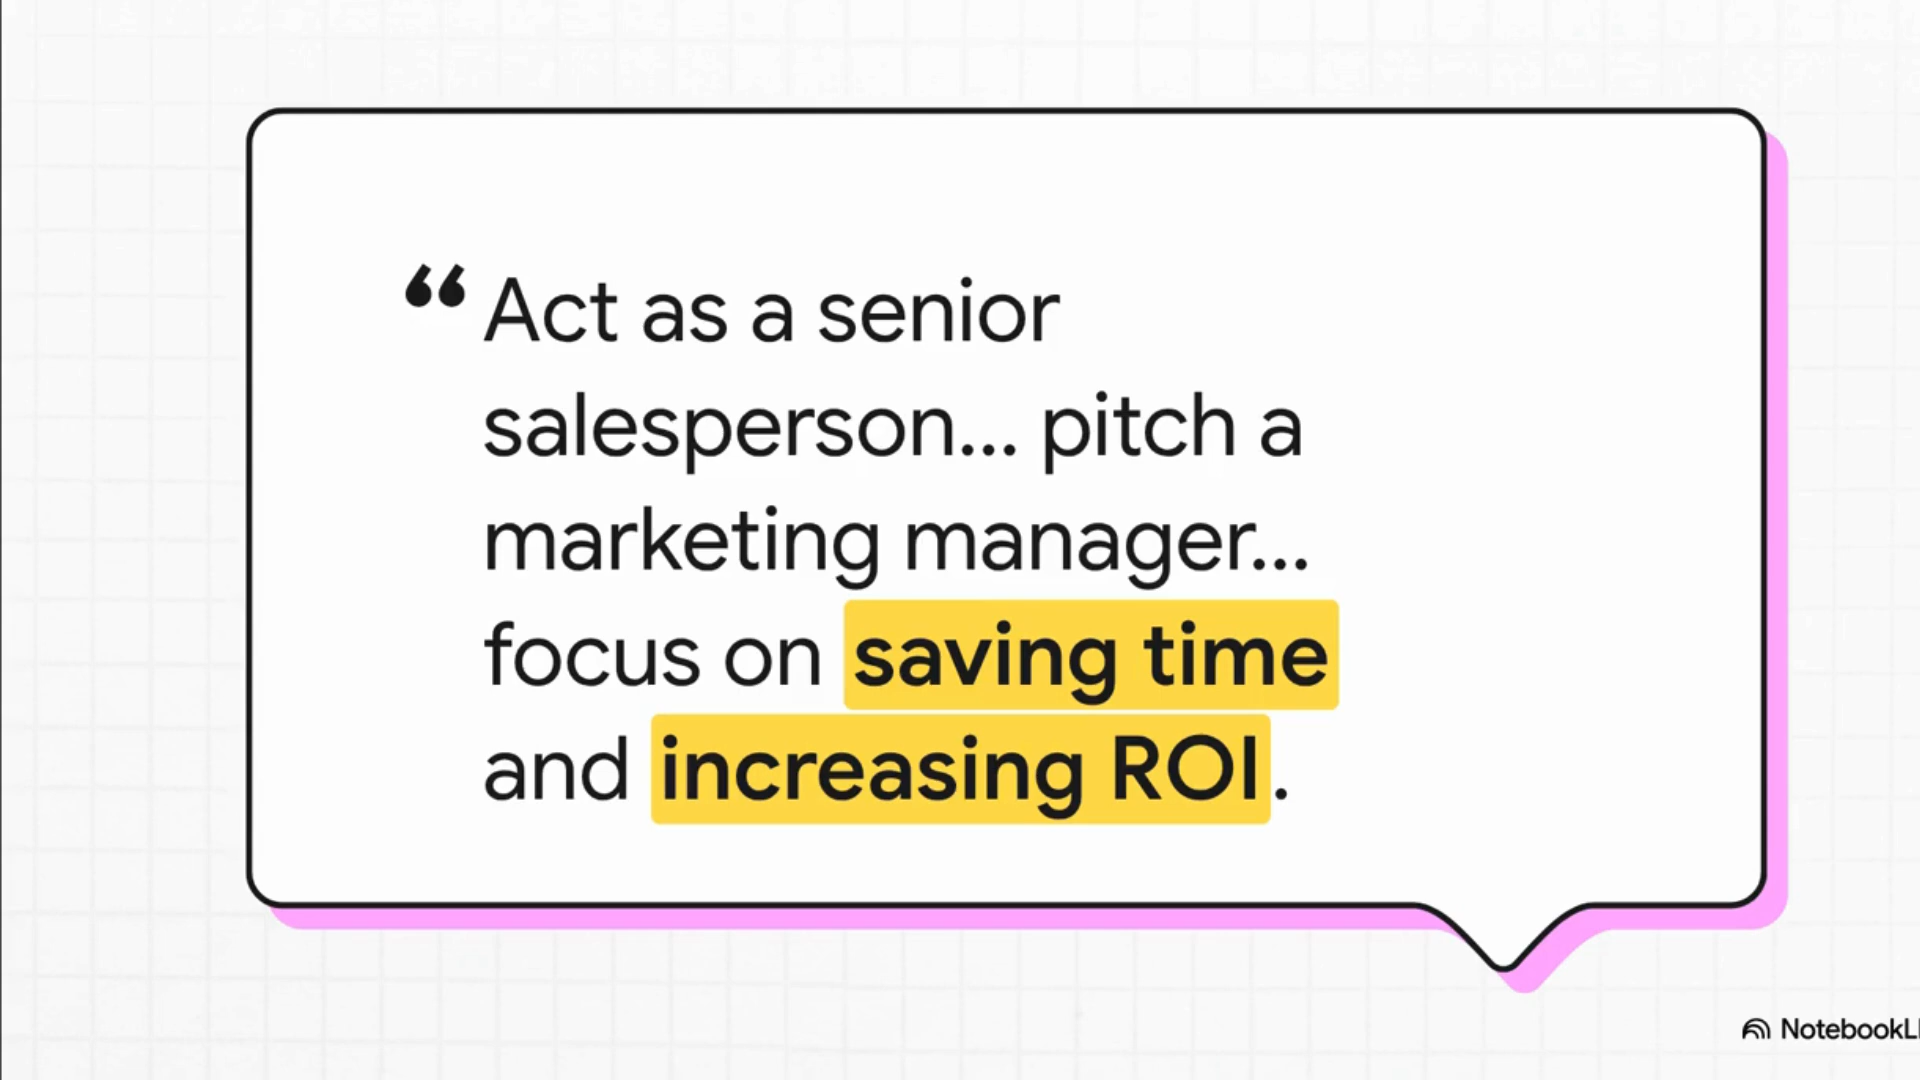 “Act as a senior
salesperson... pitch a
marketing manager...
focus on saving time
and increasing ROI.
NotebookL